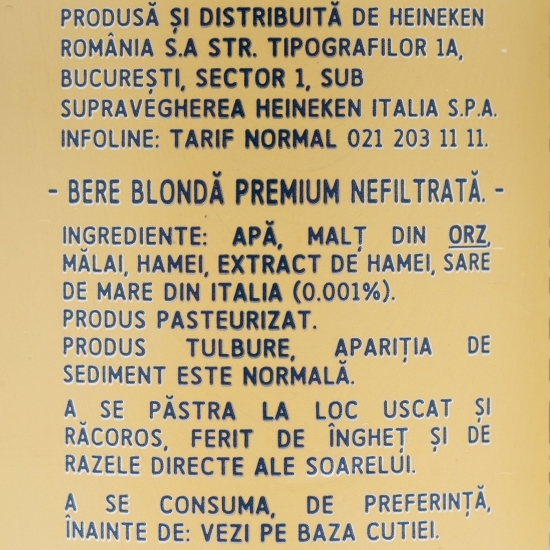 PRODUSĂ ȘI DISTRIBUITĂ DE HEINEKEN
ROMÂNIA S.A STR. TIPOGRAFILOR 1A,
BUCUREȘTI, SECTOR 1, SUB
SUPRAVEGHEREA HEINEKEN ITALIA S.P.A.
INFOLINE: TARIF NORMAL 021 203 11 11.
- BERE BLONDĂ PREMIUM NEFILTRATĂ. -
INGREDIENTE: APĂ, MALȚ DIN ORZ,
MĂLAI, HAMEI, EXTRACT DE HAMEI, SARE
DE MARE DIN ITALIA (0.001%).
PRODUS PASTEURIZAT.
PRODUS TULBURE, APARIȚIA DE
SEDIMENT ESTE NORMALĂ.
A SE PĂSTRA LA LOC USCAT ȘI
RĂCOROS, FERIT DE ÎNGHEȚ ȘI DE
RAZELE DIRECTE ALE SOARELUI.
A SE CONSUMA, DE PREFERINȚĂ,
ÎNAINTE DE: VEZI PE BAZA CUTIEI.